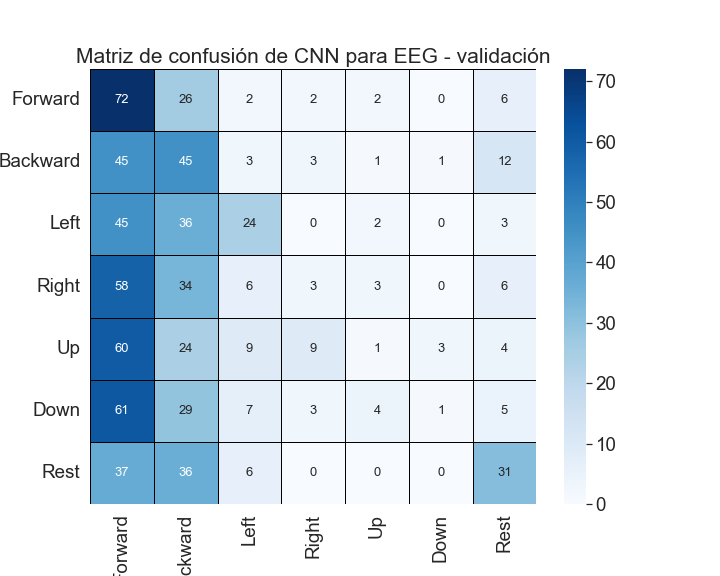 Matriz de confusión de CNN para EEG - validación
Forward 72 26 2 2 2 0 6
Backward 45 45 3 3 1 1 12
Left 45 36 24 0 2 0 3
Right 58 34 6 3 3 0 6
Up 60 24 9 9 1 3 4
Down 61 29 7 3 4 1 5
Rest 37 36 6 0 0 0 31
Forward ckward Left Right Up Down Rest
70
60
50
40
30
20
10
0